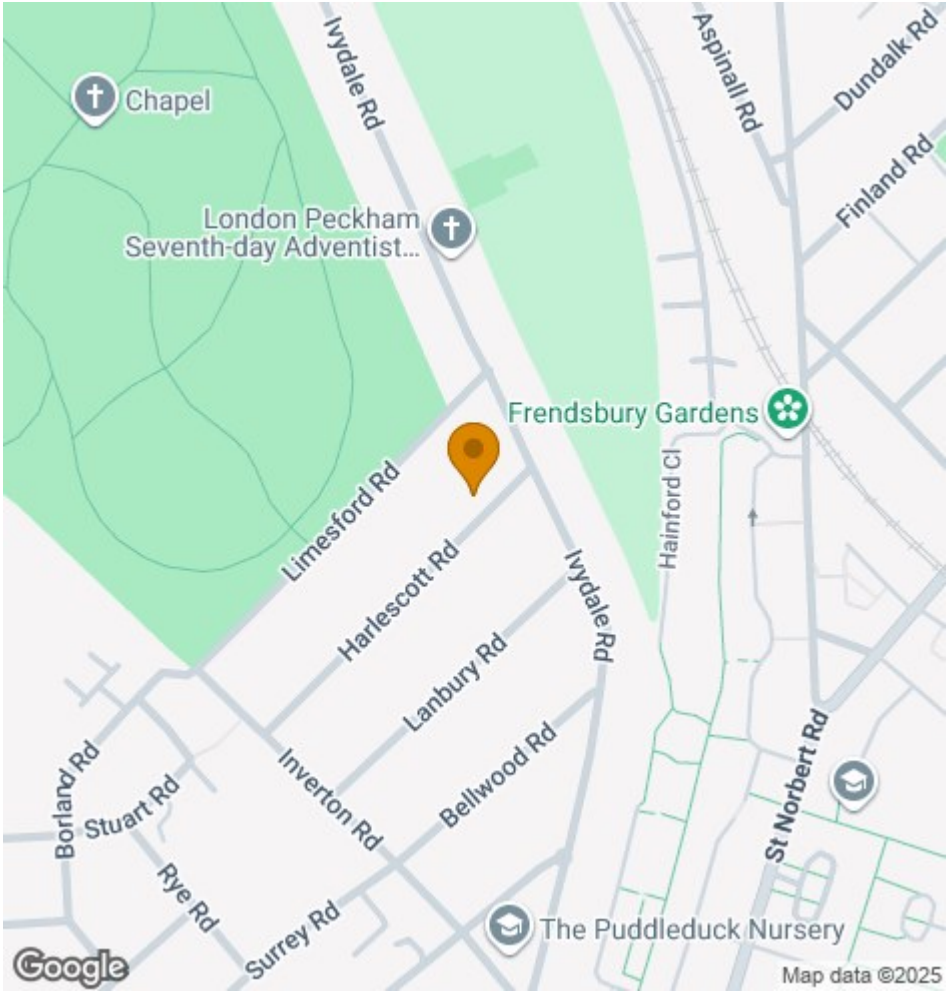 Ivydale Rd
Aspinall Rd
Dundalk Rd
Chapel
Finland Rd
London Peckham
Seventh-day Adventist...
Frendsbury Gardens
Limesford Rd
Hainford Cl
Harlescott Rd
Ivydale Rd
Lanbury Rd
Bellwood Rd
Inverton Rd
Borland Rd
Stuart Rd
St Norbert Rd
Rye Rd
Surrey Rd
The Puddleduck Nursery
Google
Map data ©2025